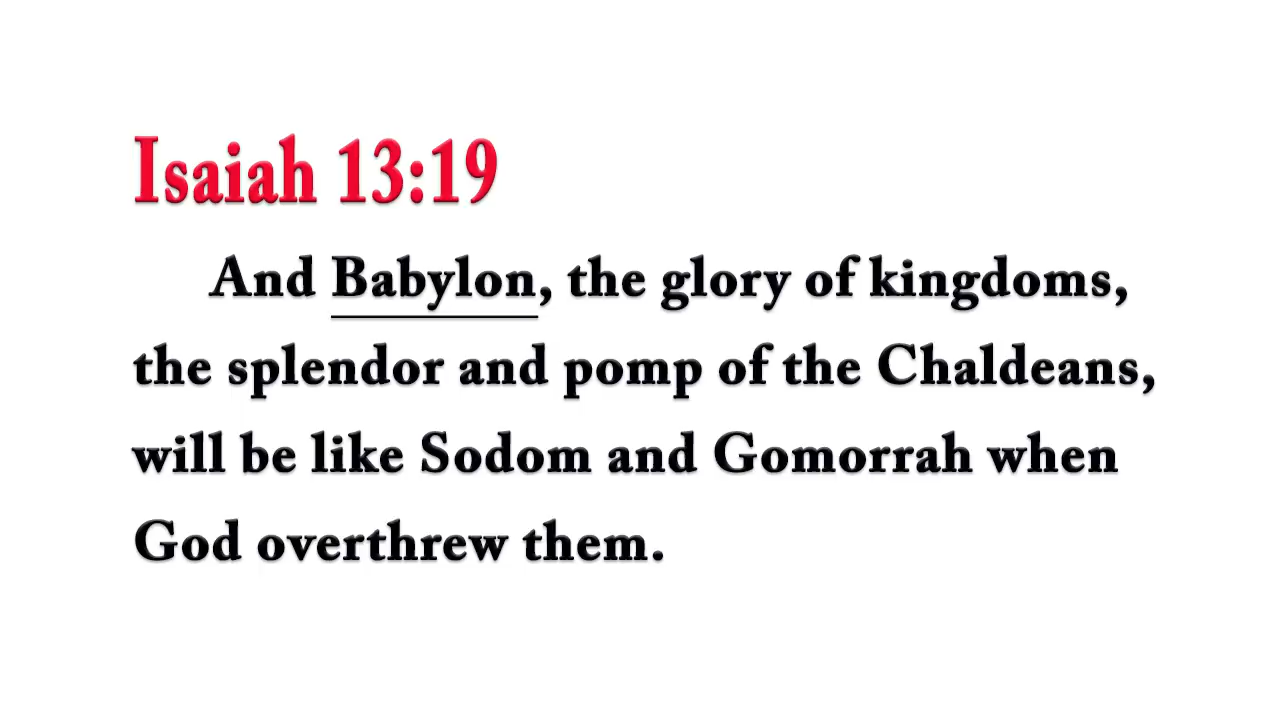 Isaiah 13:19
And Babylon, the glory of kingdoms,
the splendor and pomp of the Chaldeans,
will be like Sodom and Gomorrah when
God overthrew them.